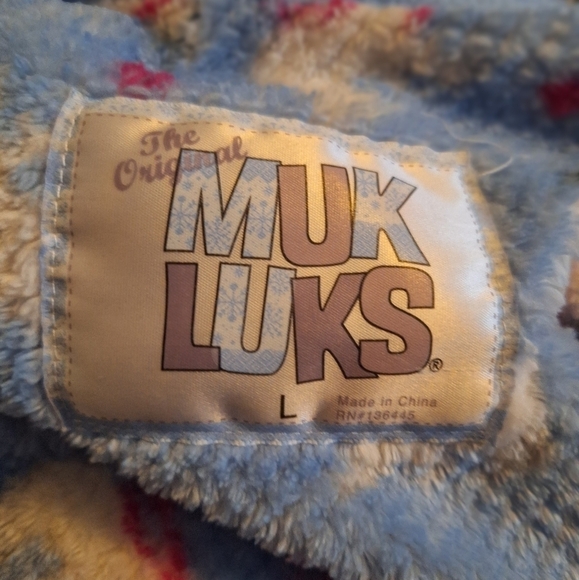 The
Original
MUK
LUKS®
L
Made in China
RN#136445